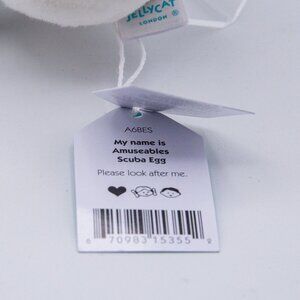 JELLYCAT
LONDON
A6BES
My name is
Amuseables
Scuba Egg
Please look after me.
6 70983 15355 9